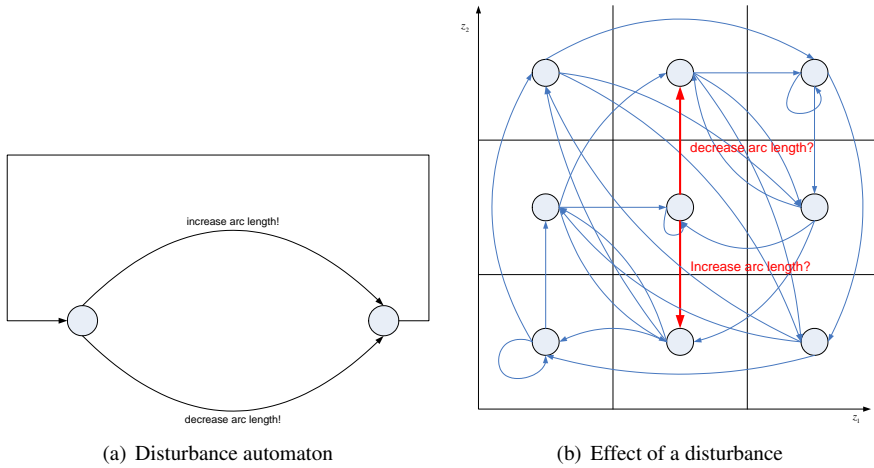 increase arc length!
decrease arc length!
(a) Disturbance automaton
z2
decrease arc length?
Increase arc length?
z1
(b) Effect of a disturbance